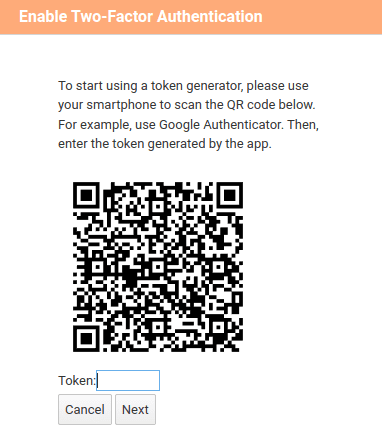 Enable Two-Factor Authentication
To start using a token generator, please use
your smartphone to scan the QR code below.
For example, use Google Authenticator. Then,
enter the token generated by the app.
Token:
Cancel Next